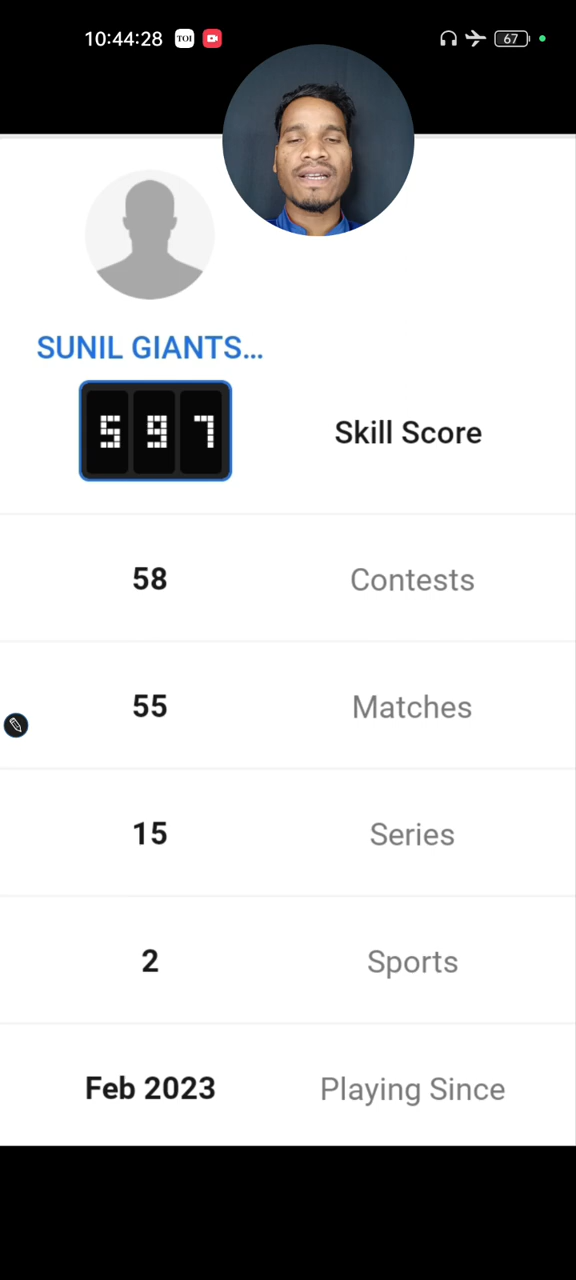 10:44:28 TOI 67
SUNIL GIANTS...
597 Skill Score
58 Contests
55 Matches
15 Series
2 Sports
Feb 2023 Playing Since